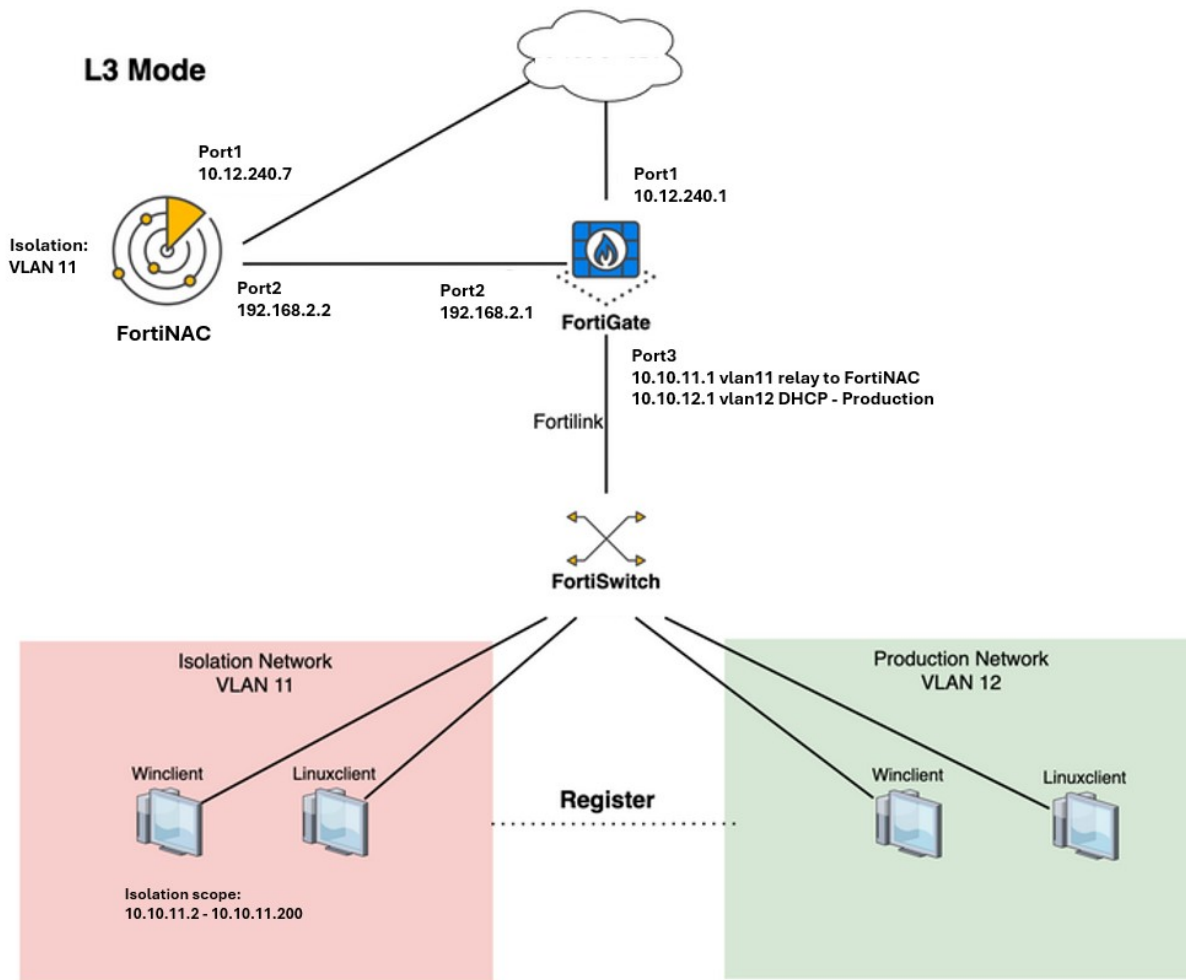 L3 Mode
Port1
10.12.240.7
Port1
10.12.240.1
Isolation:
VLAN 11
Port2
192.168.2.2
Port2
192.168.2.1
FortiNAC
FortiGate
Port3
10.10.11.1 vlan11 relay to FortiNAC
10.10.12.1 vlan12 DHCP - Production
Fortilink
FortiSwitch
Isolation Network
VLAN 11
Production Network
VLAN 12
Winclient
Linuxclient
Register
Winclient
Linuxclient
Isolation scope:
10.10.11.2 - 10.10.11.200